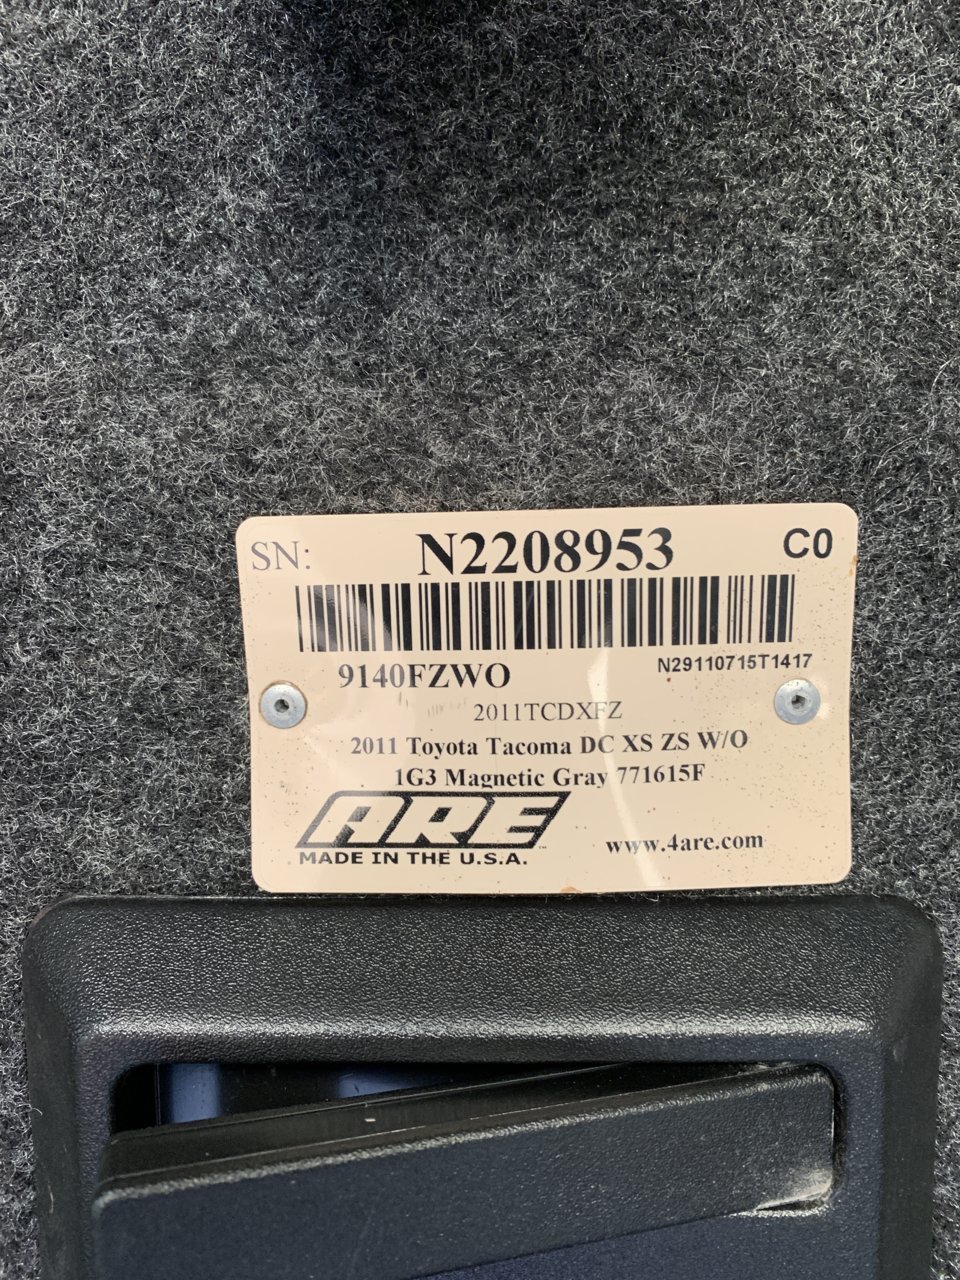 SN: N2208953 C0
9140FZWO N29110715T1417
2011TCDXFZ
2011 Toyota Tacoma DC XS ZS W/O
1G3 Magnetic Gray 771615F
ARE
MADE IN THE U.S.A. www.4are.com